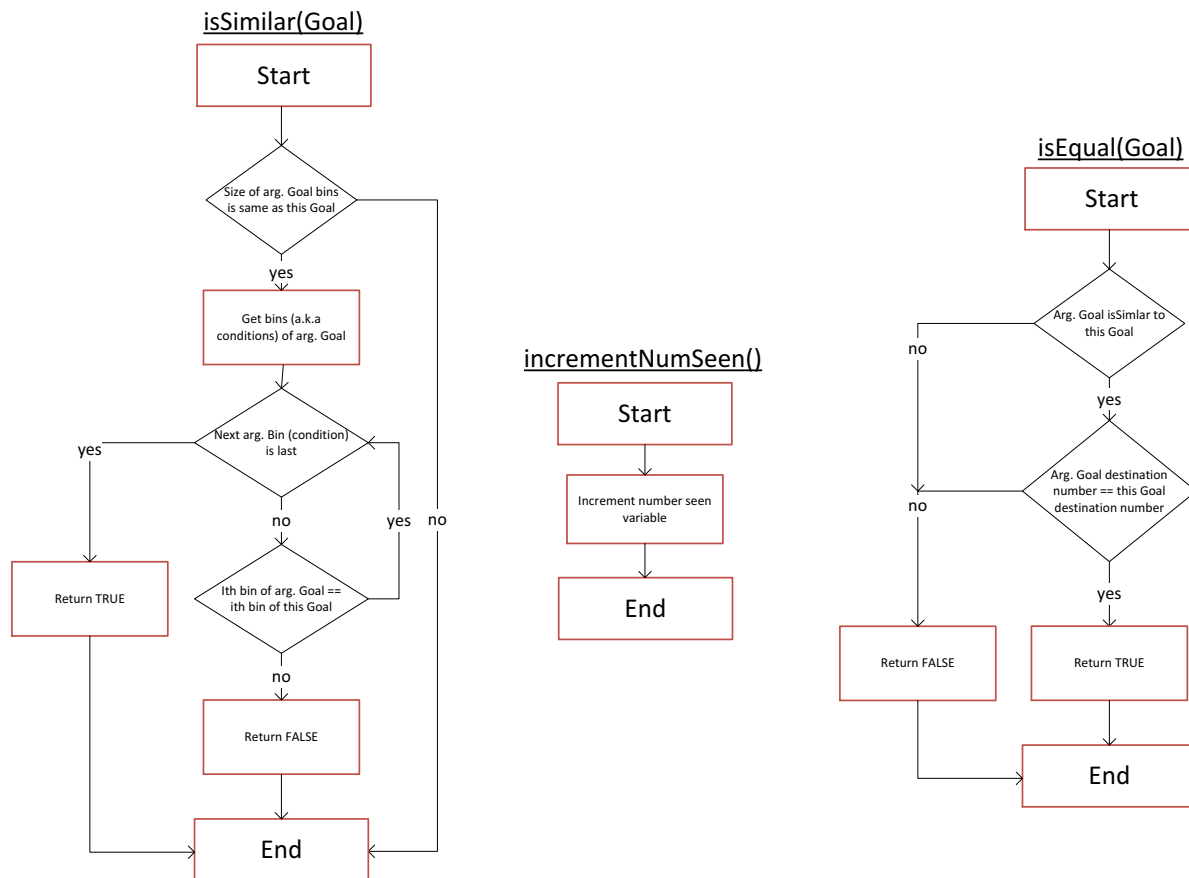 isSimilar(Goal)
Start
Size of arg. Goal bins
is same as this Goal
yes
Get bins (a.k.a
conditions) of arg. Goal
Next arg. Bin (condition)
is last
yes
no
yes
no
Ith bin of arg. Goal ==
ith bin of this Goal
Return TRUE
no
Return FALSE
End
incrementNumSeen()
Start
Increment number seen
variable
End
isEqual(Goal)
Start
Arg. Goal isSimlar to
this Goal
no
yes
Arg. Goal destination
number == this Goal
destination number
no
yes
Return FALSE
Return TRUE
End